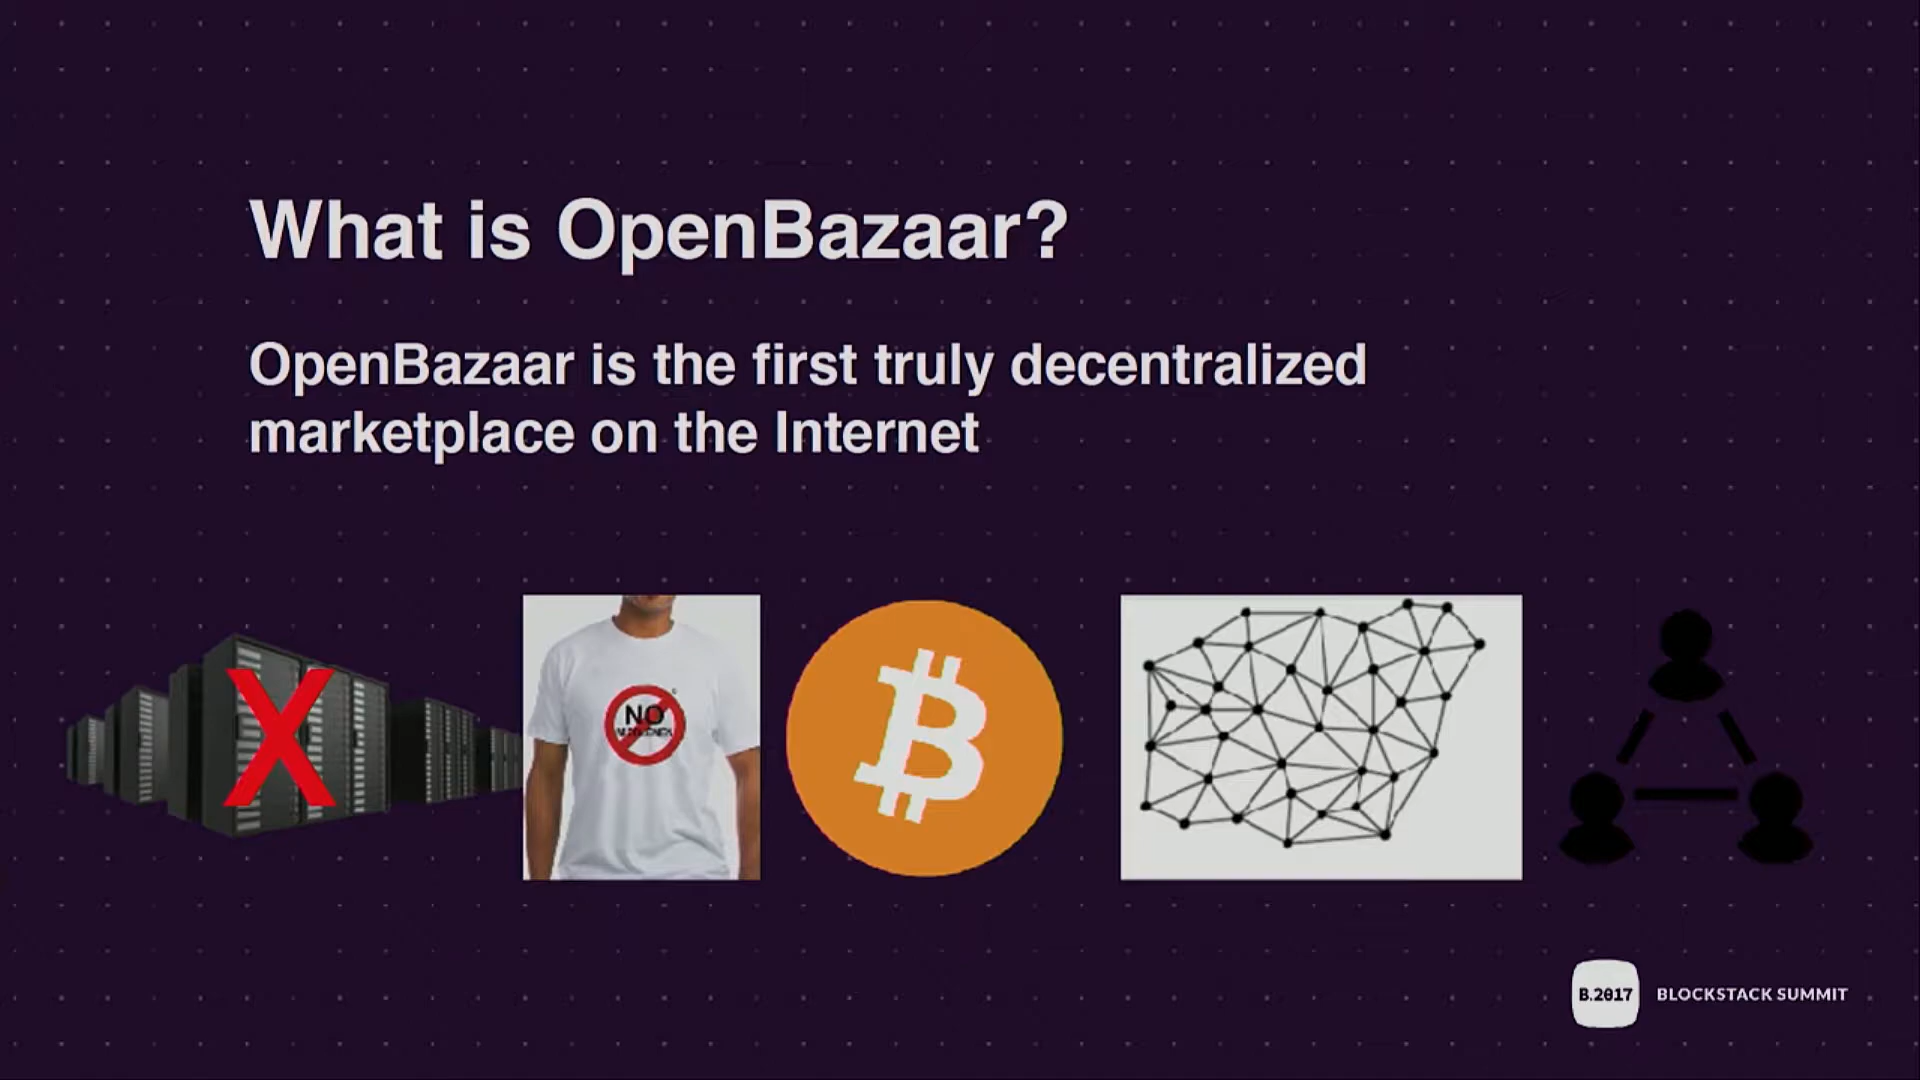 What is OpenBazaar?
OpenBazaar is the first truly decentralized
marketplace on the Internet
NO
B.2017
BLOCKSTACK SUMMIT